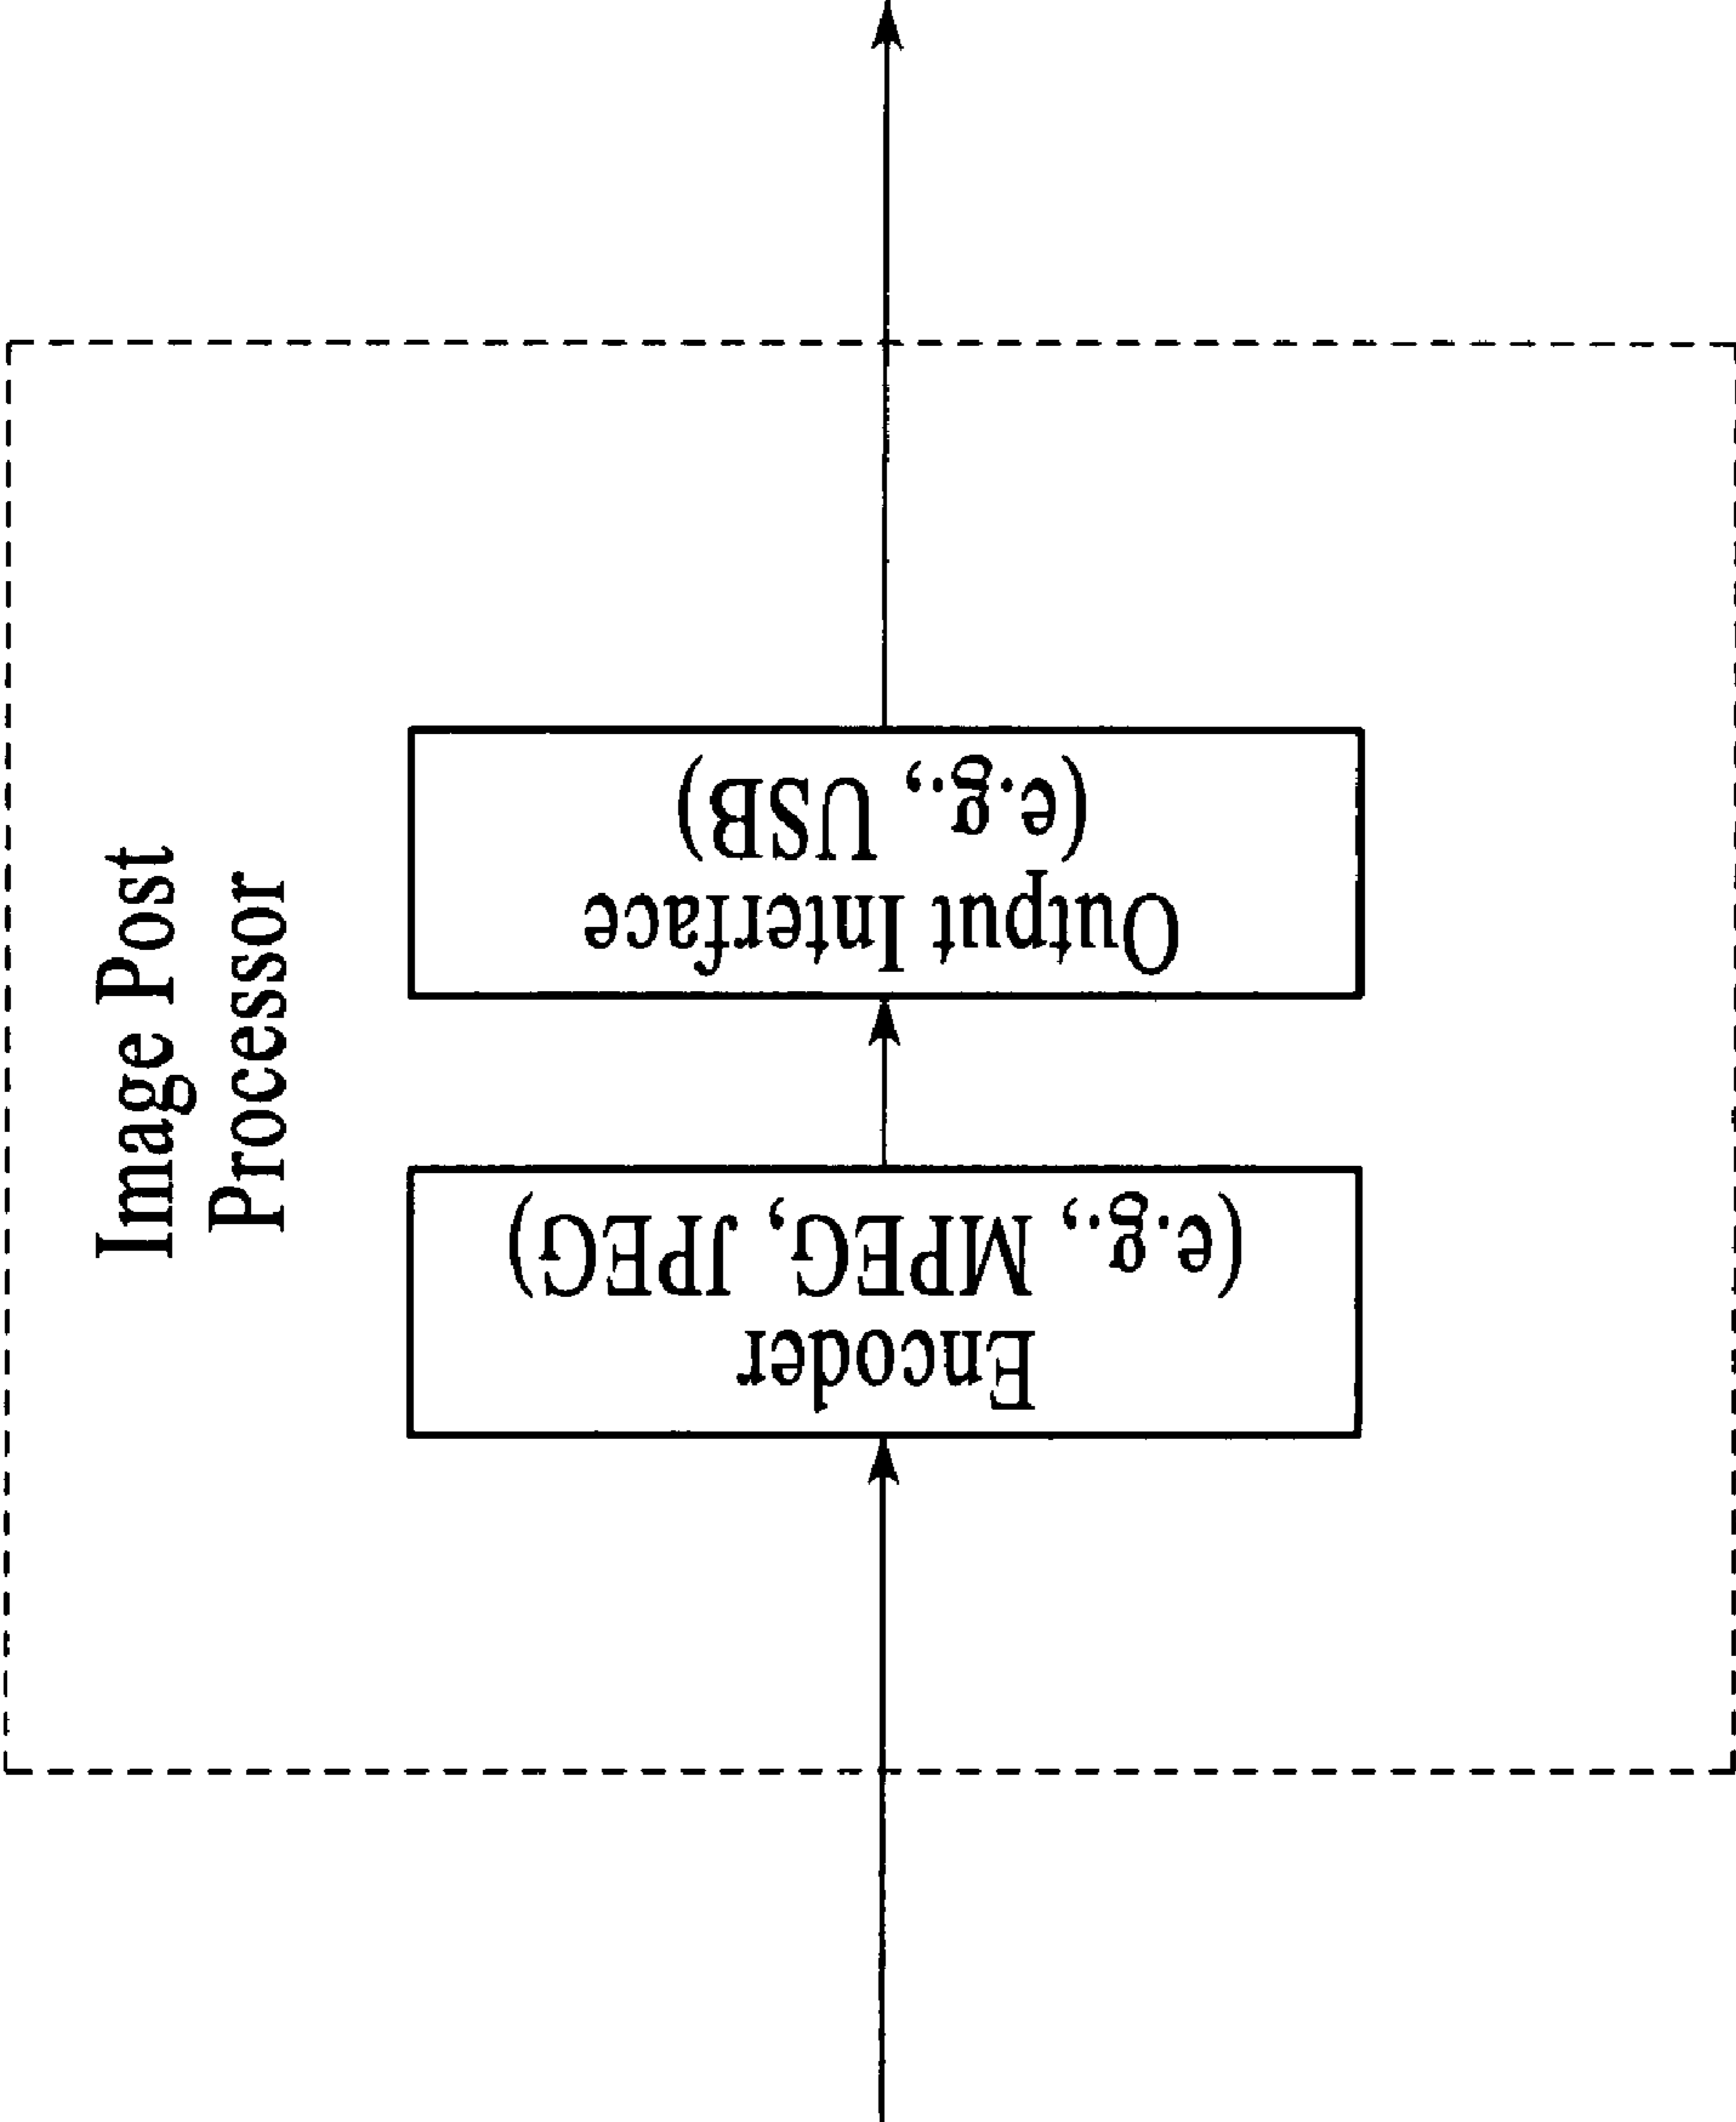 Image Post
Processor
Encoder
(e.g., MPEG, JPEG)
Output Interface
(e.g., USB)